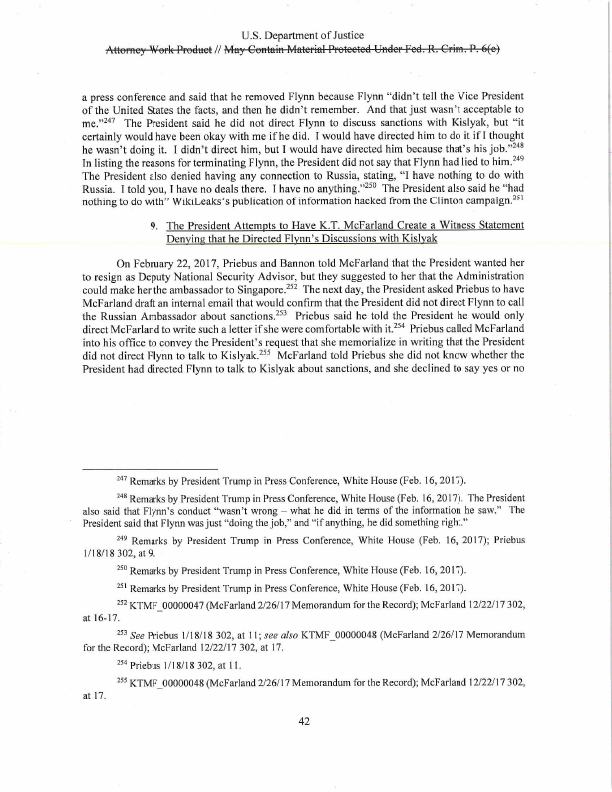 U.S. Department of Justice
Attorney Work Product // May Contain Material Protected Under Fed. R. Crim. P. 6(e)
a press conference and said that he removed Flynn because Flynn “didn't tell the Vice President
of the United States the facts, and then he didn't remember. And that just wasn't acceptable to
me.”247 The President said he did not direct Flynn to discuss sanctions with Kislyak, but “it
certainly would have been okay with me if he did. I would have directed him to do it if I thought
he wasn't doing it. I didn't direct him, but I would have directed him because that's his job.”248
In listing the reasons for terminating Flynn, the President did not say that Flynn had lied to him.249
The President also denied having any connection to Russia, stating, “I have nothing to do with
Russia. I told you, I have no deals there. I have no anything.”250 The President also said he “had
nothing to do with” WikiLeaks's publication of information hacked from the Clinton campaign.251
9. The President Attempts to Have K.T. McFarland Create a Witness Statement
Denying that he Directed Flynn's Discussions with Kislyak
On February 22, 2017, Priebus and Bannon told McFarland that the President wanted her
to resign as Deputy National Security Advisor, but they suggested to her that the Administration
could make her the ambassador to Singapore.252 The next day, the President asked Priebus to have
McFarland draft an internal email that would confirm that the President did not direct Flynn to call
the Russian Ambassador about sanctions.253 Priebus said he told the President he would only
direct McFarland to write such a letter if she were comfortable with it.254 Priebus called McFarland
into his office to convey the President's request that she memorialize in writing that the President
did not direct Flynn to talk to Kislyak.255 McFarland told Priebus she did not know whether the
President had directed Flynn to talk to Kislyak about sanctions, and she declined to say yes or no
247 Remarks by President Trump in Press Conference, White House (Feb. 16, 2017).
248 Remarks by President Trump in Press Conference, White House (Feb. 16, 2017). The President
also said that Flynn's conduct “wasn't wrong – what he did in terms of the information he saw.” The
President said that Flynn was just “doing the job,” and “if anything, he did something right.”
249 Remarks by President Trump in Press Conference, White House (Feb. 16, 2017); Priebus
1/18/18 302, at 9.
250 Remarks by President Trump in Press Conference, White House (Feb. 16, 2017).
251 Remarks by President Trump in Press Conference, White House (Feb. 16, 2017).
252 KTMF_00000047 (McFarland 2/26/17 Memorandum for the Record); McFarland 12/22/17 302,
at 16-17.
253 See Priebus 1/18/18 302, at 11; see also KTMF_00000048 (McFarland 2/26/17 Memorandum
for the Record); McFarland 12/22/17 302, at 17.
254 Priebus 1/18/18 302, at 11.
255 KTMF_00000048 (McFarland 2/26/17 Memorandum for the Record); McFarland 12/22/17 302,
at 17.
42